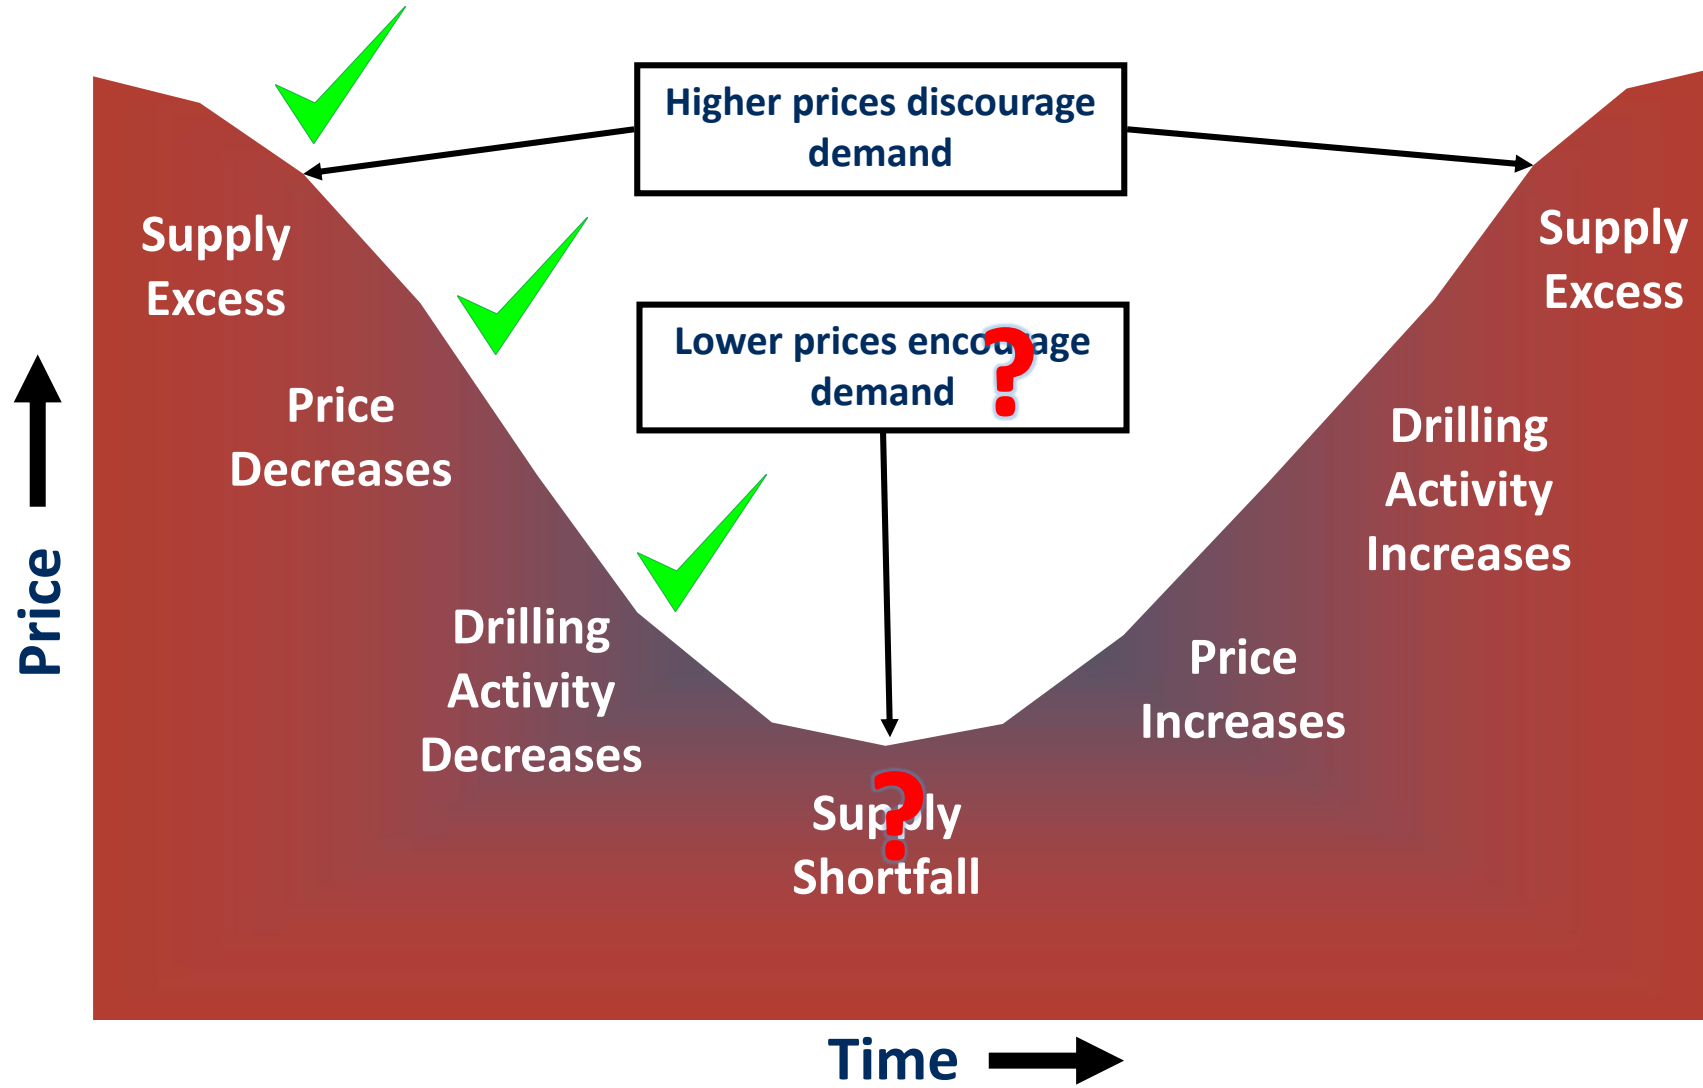 Higher prices discourage
demand
Supply
Excess
Supply
Excess
Lower prices encourage
demand
?
Price
Decreases
Drilling
Activity
Increases
Drilling
Activity
Decreases
Price
Increases
?
Supply
Shortfall
Price
Time